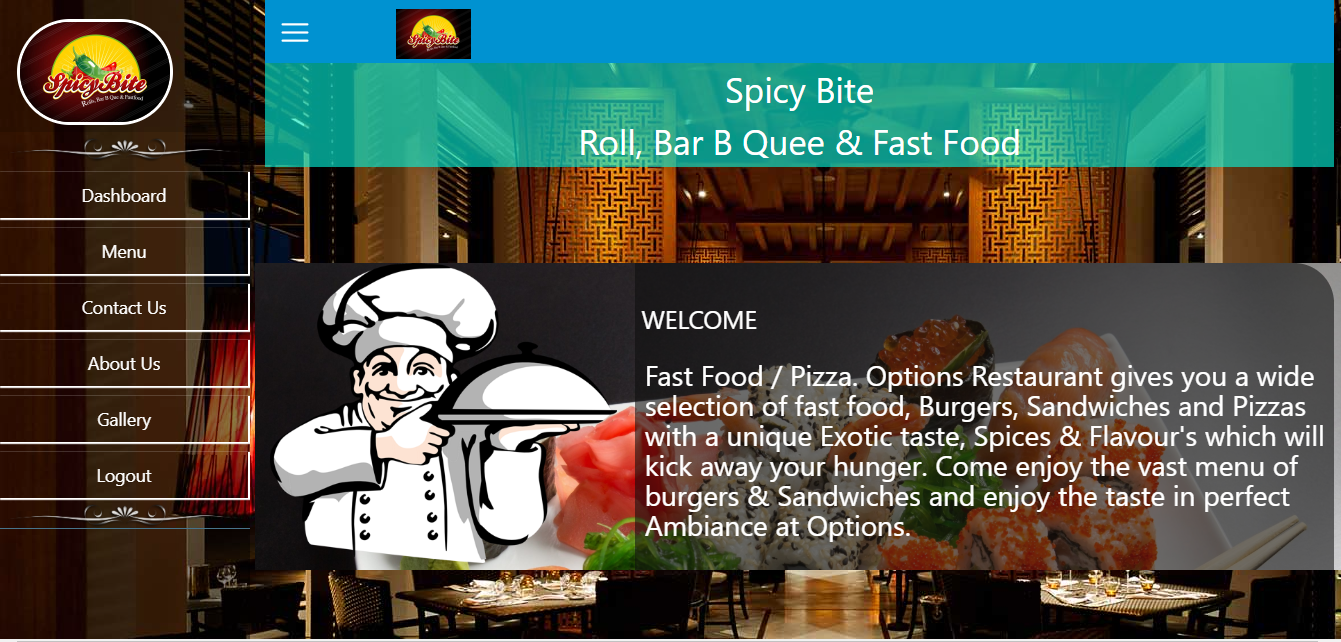 SpicyBite
Rolls, Bar B Que & Fastfood
SpicyBite
Spicy Bite
Roll, Bar B Quee & Fast Food
Dashboard
Menu
Contact Us
About Us
Gallery
Logout
WELCOME
Fast Food / Pizza. Options Restaurant gives you a wide
selection of fast food, Burgers, Sandwiches and Pizzas
with a unique Exotic taste, Spices & Flavour's which will
kick away your hunger. Come enjoy the vast menu of
burgers & Sandwiches and enjoy the taste in perfect
Ambiance at Options.